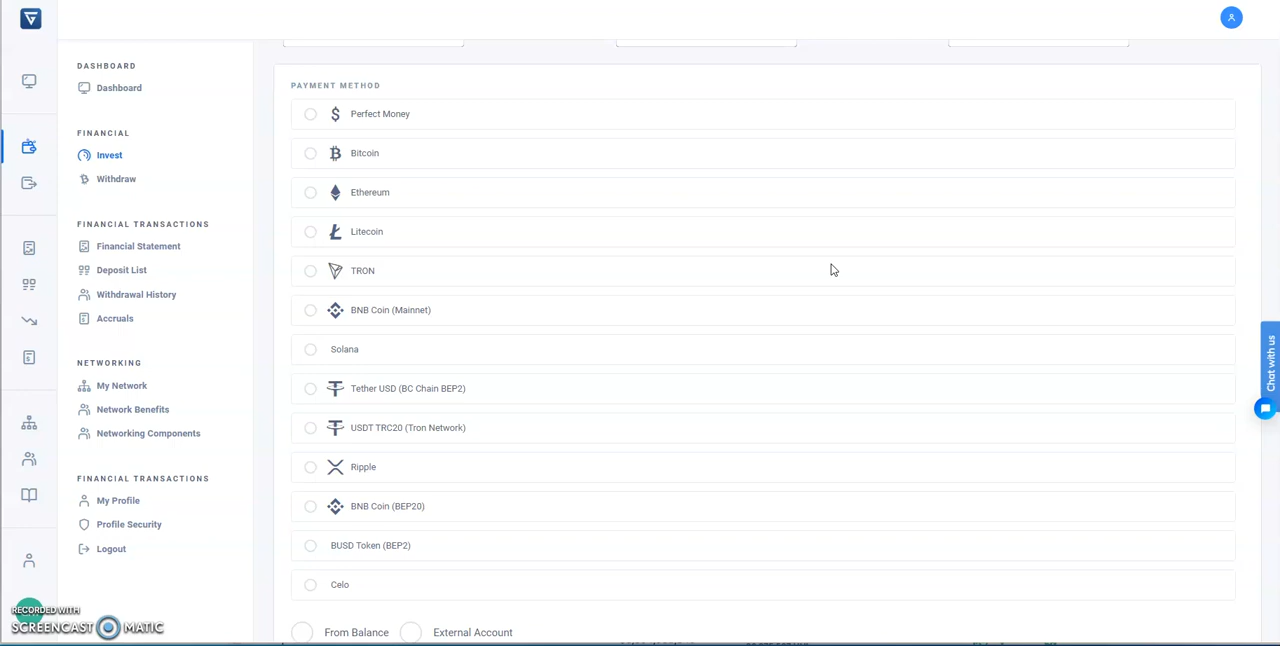 DASHBOARD
Dashboard
FINANCIAL
Invest
Withdraw
FINANCIAL TRANSACTIONS
Financial Statement
Deposit List
Withdrawal History
Accruals
NETWORKING
My Network
Network Benefits
Networking Components
FINANCIAL TRANSACTIONS
My Profile
Profile Security
Logout
PAYMENT METHOD
Perfect Money
Bitcoin
Ethereum
Litecoin
TRON
BNB Coin (Mainnet)
Solana
Tether USD (BC Chain BEP2)
USDT TRC20 (Tron Network)
Ripple
BNB Coin (BEP20)
BUSD Token (BEP2)
Celo
From Balance External Account
Chat with us
RECORDED WITH
SCREENCAST MATIC